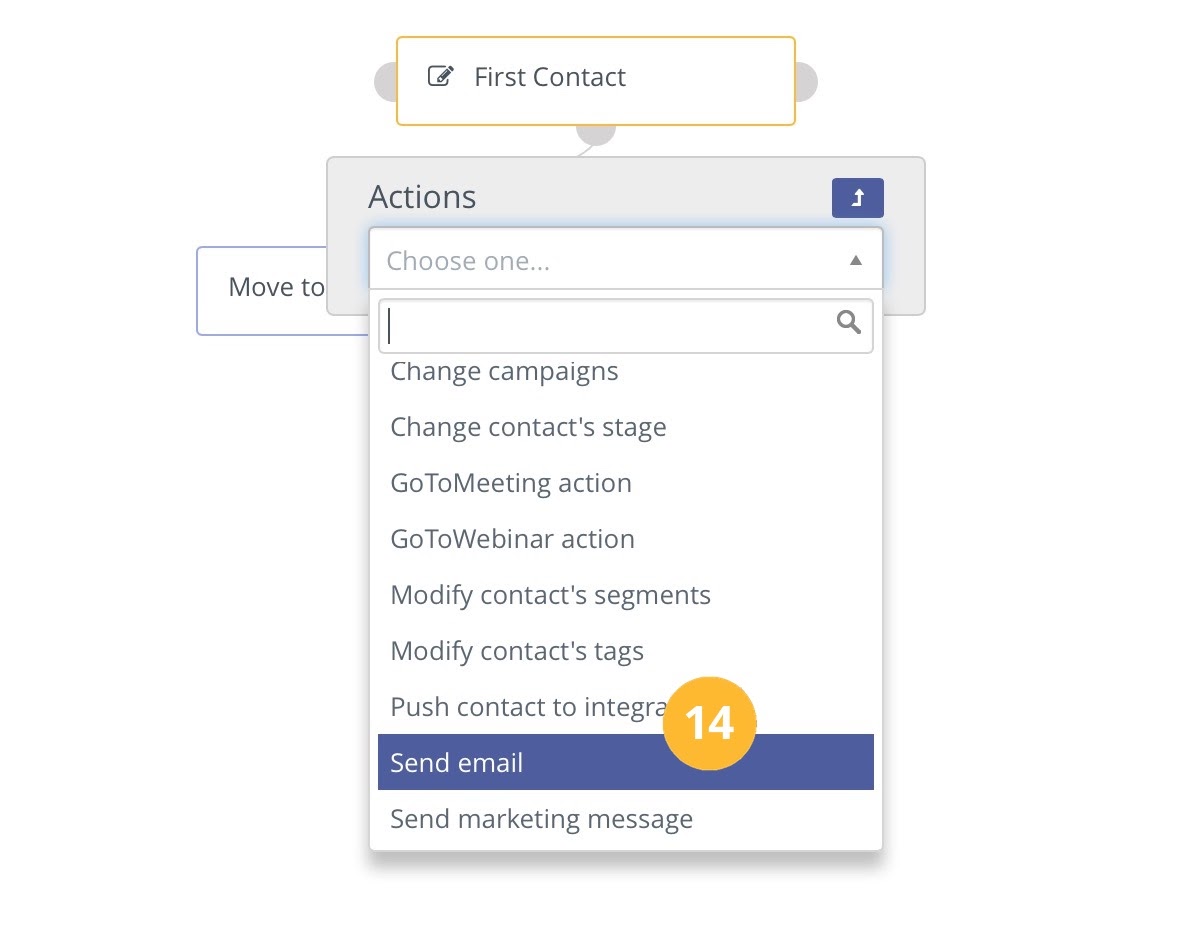 First Contact
Actions
Move to
Choose one...
Change campaigns
Change contact's stage
GoToMeeting action
GoToWebinar action
Modify contact's segments
Modify contact's tags
Push contact to integra
14
Send email
Send marketing message